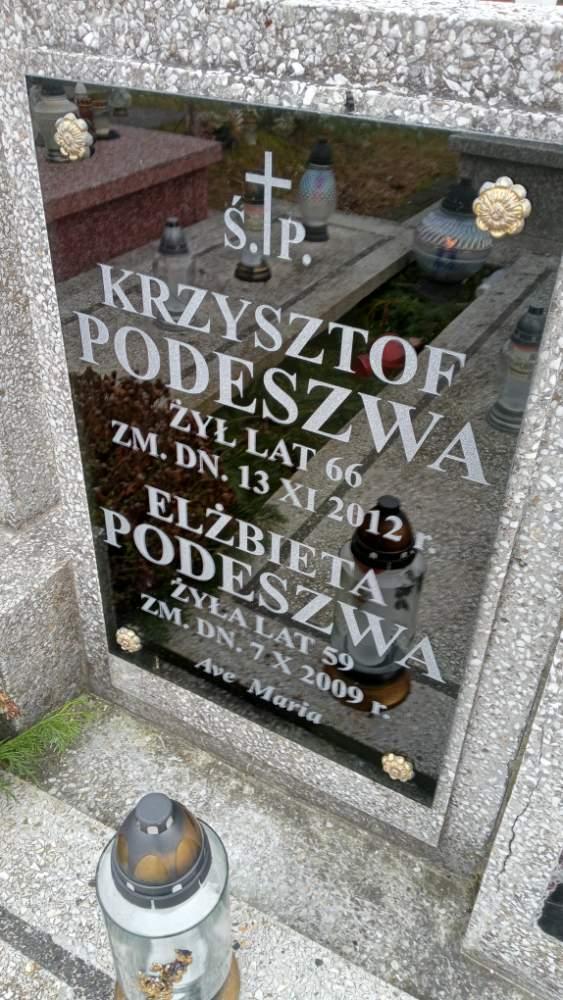 Ś. P.
KRZYSZTOF
PODESZWA
ŻYŁ LAT 66
ZM. DN. 13 XI 2012 r.
ELŻBIETA
PODESZWA
ŻYŁA LAT 59
ZM. DN. 7 X 2009 r.
Ave Maria